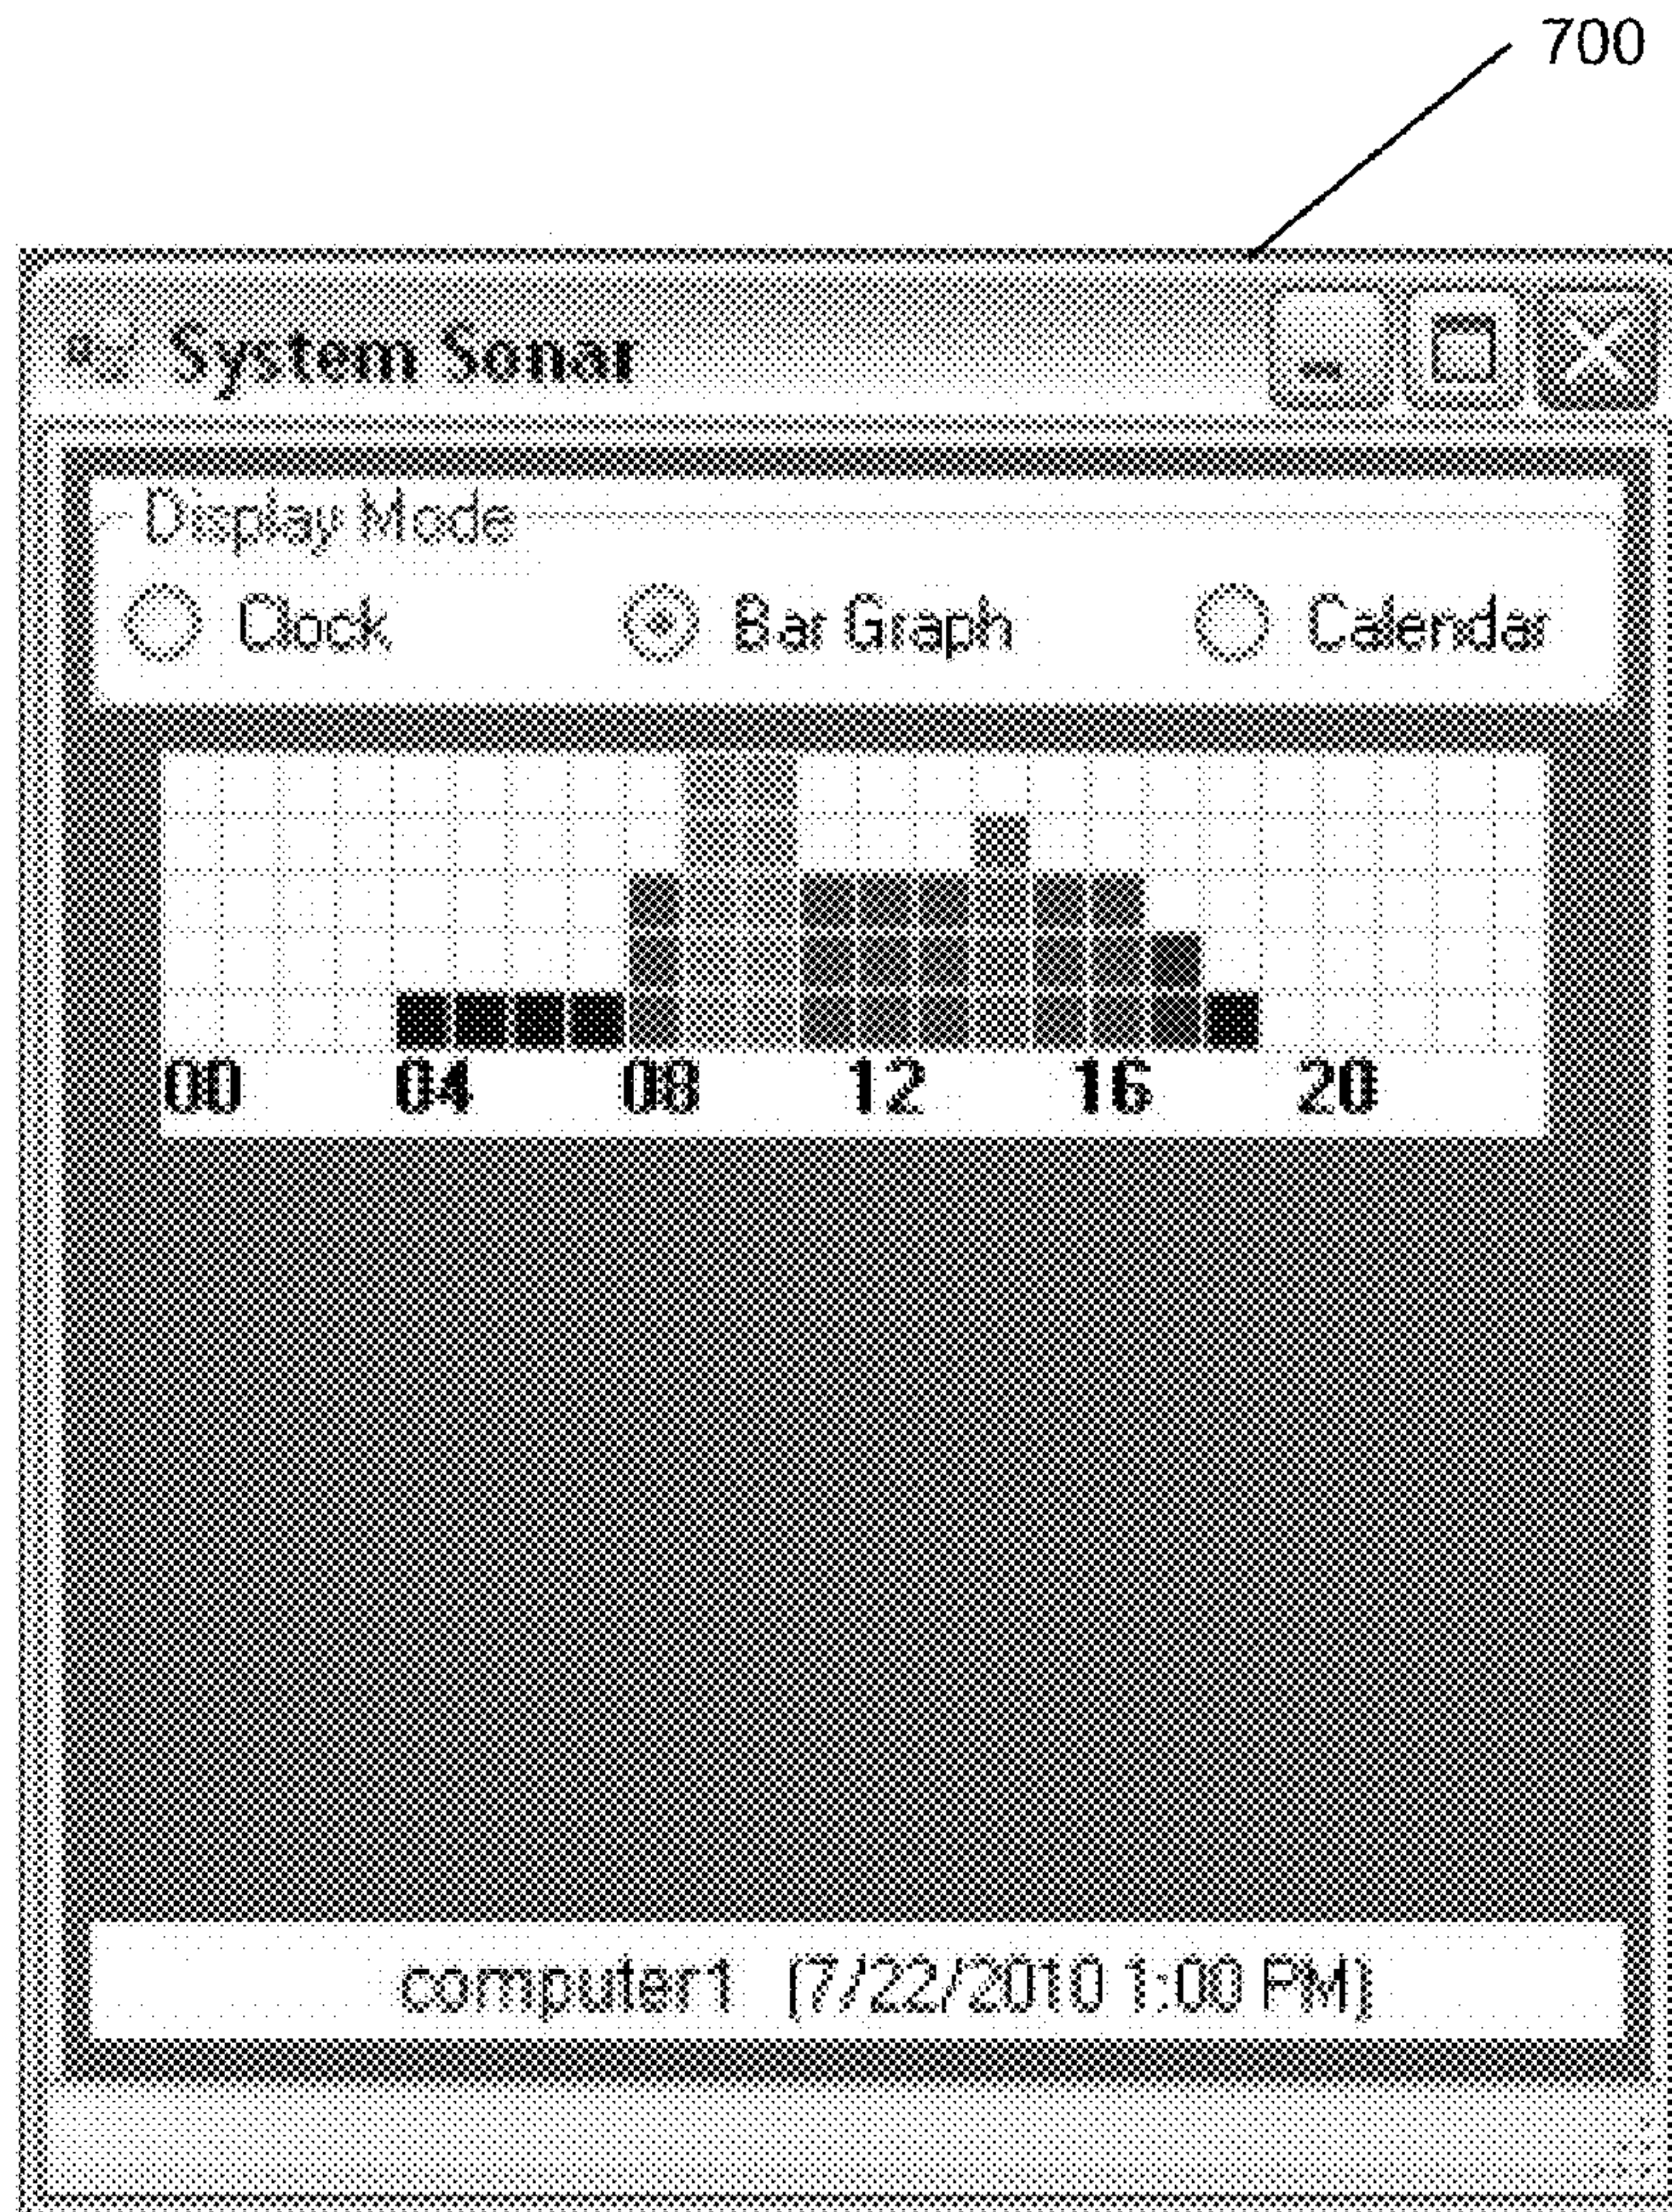 700
System Sonar
Display Mode
Clock Bar Graph Calendar
00 04 08 12 16 20
computer1 (7/22/2010 1:00 PM)